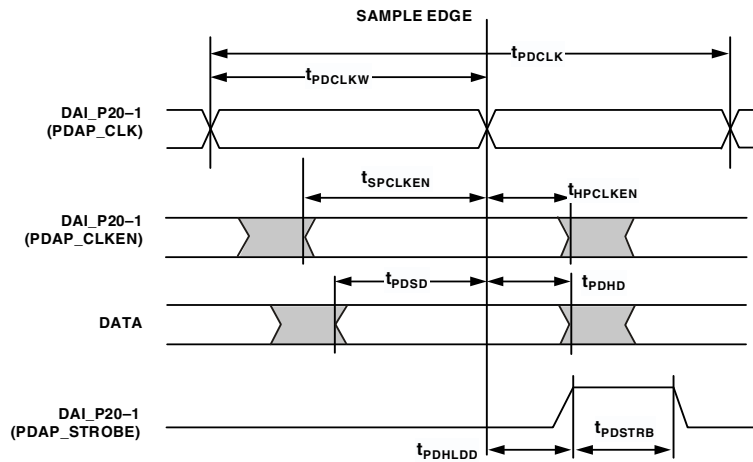 SAMPLE EDGE
tPDCLK
tPDCLKW
DAI_P20–1
(PDAP_CLK)
tSPCLKEN
tHPCLKEN
DAI_P20–1
(PDAP_CLKEN)
tPDSD
tPDHD
DATA
DAI_P20–1
(PDAP_STROBE)
tPDHLDD
tPDSTRB